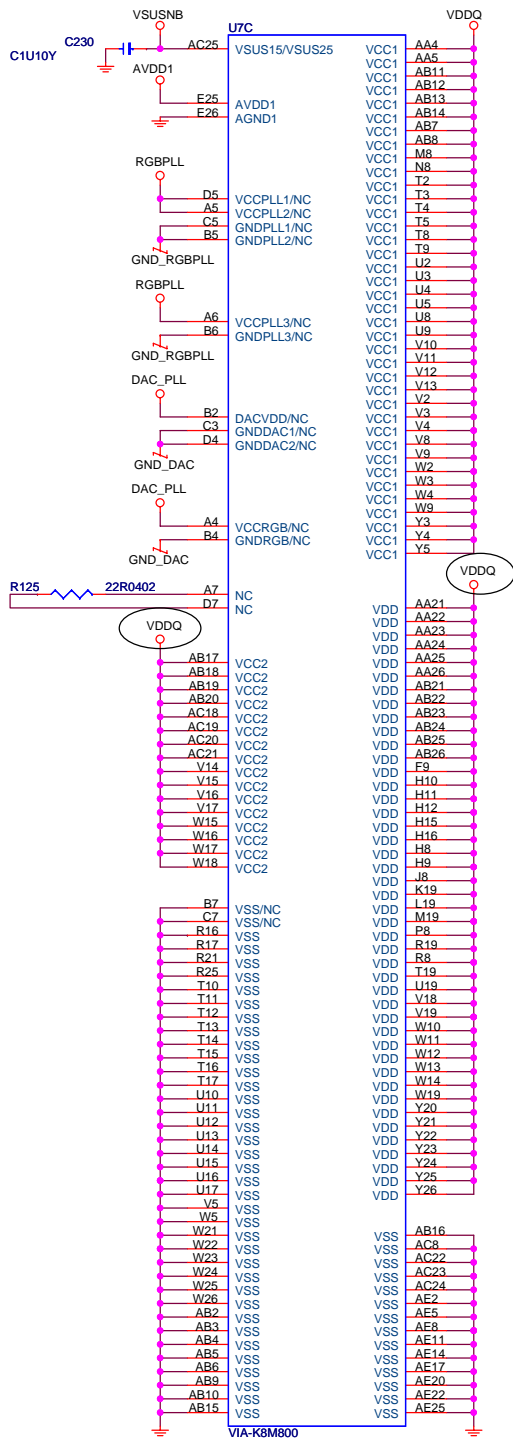 VSUSNB
U7C
VDDQ
C230
C1U10Y
AC25 VSUS15/VSUS25
AVDD1
E25 AVDD1
E26 AGND1
RGBPLL
D5 VCCPLL1/NC
A5 VCCPLL2/NC
C5 GNDPLL1/NC
B5 GNDPLL2/NC
GND_RGBPLL
RGBPLL
A6 VCCPLL3/NC
B6 GNDPLL3/NC
GND_RGBPLL
DAC_PLL
B2 DACVDD/NC
C3 GNDDAC1/NC
D4 GNDDAC2/NC
GND_DAC
DAC_PLL
A4 VCCRGB/NC
B4 GNDRGB/NC
GND_DAC
R125 22R0402
A7 NC
D7 NC
VDDQ
AB17 VCC2
AB18 VCC2
AB19 VCC2
AB20 VCC2
AC18 VCC2
AC19 VCC2
AC20 VCC2
AC21 VCC2
V14 VCC2
V15 VCC2
V16 VCC2
V17 VCC2
W15 VCC2
W16 VCC2
W17 VCC2
W18 VCC2
B7 VSS/NC
C7 VSS/NC
R16 VSS
R17 VSS
R21 VSS
R25 VSS
T10 VSS
T11 VSS
T12 VSS
T13 VSS
T14 VSS
T15 VSS
T16 VSS
T17 VSS
U10 VSS
U11 VSS
U12 VSS
U13 VSS
U14 VSS
U15 VSS
U16 VSS
U17 VSS
V5 VSS
W5 VSS
W21 VSS
W22 VSS
W23 VSS
W24 VSS
W25 VSS
W26 VSS
AB2 VSS
AB3 VSS
AB4 VSS
AB5 VSS
AB6 VSS
AB9 VSS
AB10 VSS
AB15 VSS
VCC1 AA4
VCC1 AA5
VCC1 AB11
VCC1 AB12
VCC1 AB13
VCC1 AB14
VCC1 AB7
VCC1 AB8
VCC1 M8
VCC1 N8
VCC1 T2
VCC1 T3
VCC1 T4
VCC1 T5
VCC1 T8
VCC1 T9
VCC1 U2
VCC1 U3
VCC1 U4
VCC1 U5
VCC1 U8
VCC1 U9
VCC1 V10
VCC1 V11
VCC1 V12
VCC1 V13
VCC1 V2
VCC1 V3
VCC1 V4
VCC1 V8
VCC1 V9
VCC1 W2
VCC1 W3
VCC1 W4
VCC1 W9
VCC1 Y3
VCC1 Y4
VCC1 Y5
VDDQ
VDD AA21
VDD AA22
VDD AA23
VDD AA24
VDD AA25
VDD AA26
VDD AB21
VDD AB22
VDD AB23
VDD AB24
VDD AB25
VDD AB26
VDD F9
VDD H10
VDD H11
VDD H12
VDD H15
VDD H16
VDD H8
VDD H9
VDD J8
VDD K19
VDD L19
VDD M19
VDD P8
VDD R19
VDD R8
VDD T19
VDD U19
VDD V18
VDD V19
VDD W10
VDD W11
VDD W12
VDD W13
VDD W14
VDD W19
VDD Y20
VDD Y21
VDD Y22
VDD Y23
VDD Y24
VDD Y25
VDD Y26
VSS AB16
VSS AC8
VSS AC22
VSS AC23
VSS AC24
VSS AE2
VSS AE5
VSS AE8
VSS AE11
VSS AE14
VSS AE17
VSS AE20
VSS AE22
VSS AE25
VIA-K8M800